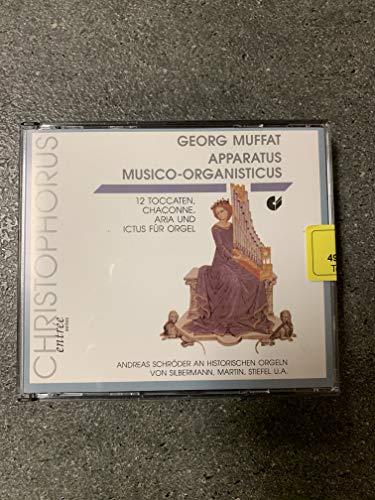 CHRISTOPHORUS
entrée
GEORG MUFFAT
APPARATUS
MUSICO-ORGANISTICUS
12 TOCCATEN,
CHACONNE,
ARIA UND
ICTUS FÜR ORGEL
49
T
ANDREAS SCHRÖDER AN HISTORISCHEN ORGELN
VON SILBERMANN, MARTIN, STIEFEL U.A.